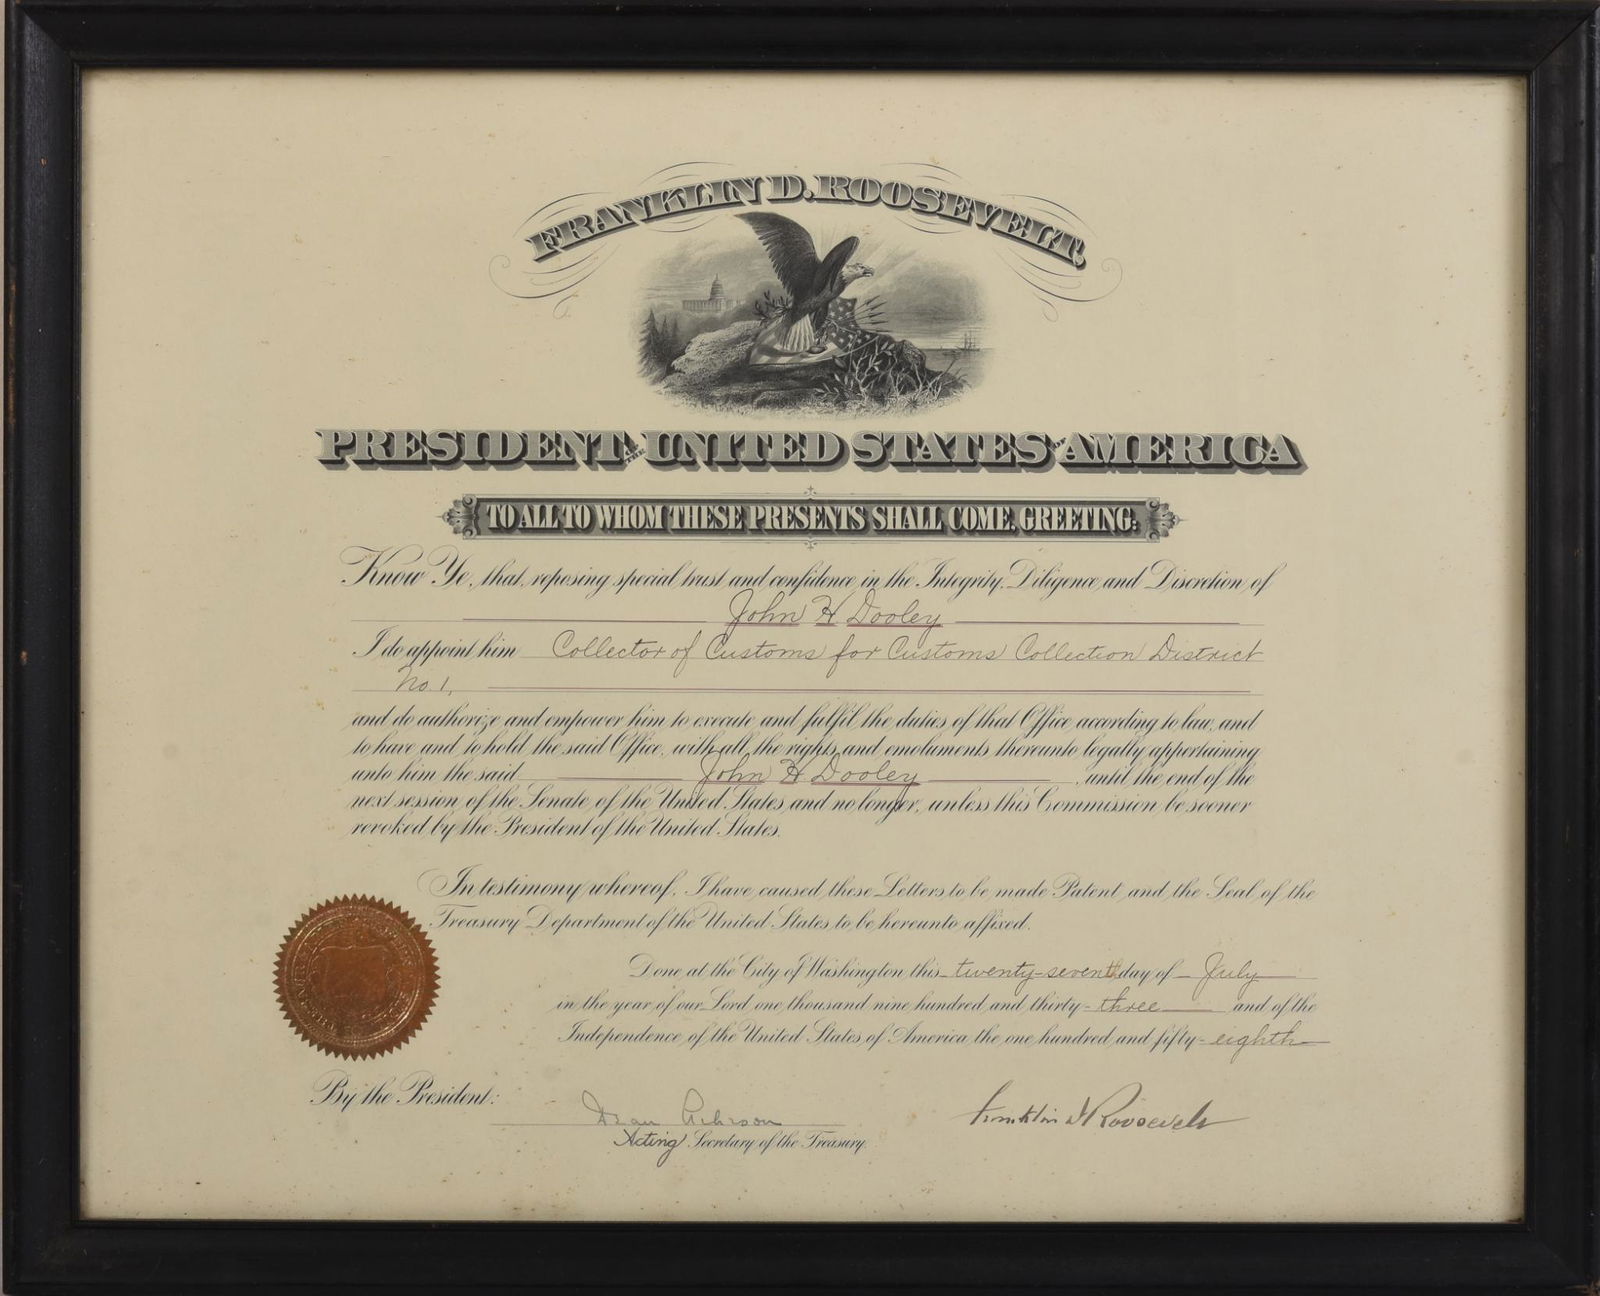 FRANKLIN D. ROOSEVELT,
PRESIDENT OF THE UNITED STATES OF AMERICA
TO ALL TO WHOM THESE PRESENTS SHALL COME, GREETING:
Know Ye, that, reposing special trust and confidence in the Integrity, Diligence and Discretion of
John H Dooley
I do appoint him Collector of Customs for Customs Collection District
No 1,
and do authorize and empower him to execute and fulfil the duties of that Office according to law, and
to have and to hold the said Office, with all the rights and emoluments thereunto legally appertaining
unto him the said John H Dooley until the end of the
next session of the Senate of the United States and no longer, unless this Commission be sooner
revoked by the President of the United States.
In testimony whereof, I have caused these Letters to be made Patent and the Seal of the
Treasury Department of the United States to be hereunto affixed.
Done at the City of Washington this twenty-seventh day of July
in the year of our Lord one thousand nine hundred and thirty-three and of the
Independence of the United States of America the one hundred and fifty-eighth
By the President:
Dean Acheson Franklin D Roosevelt
Acting Secretary of the Treasury.